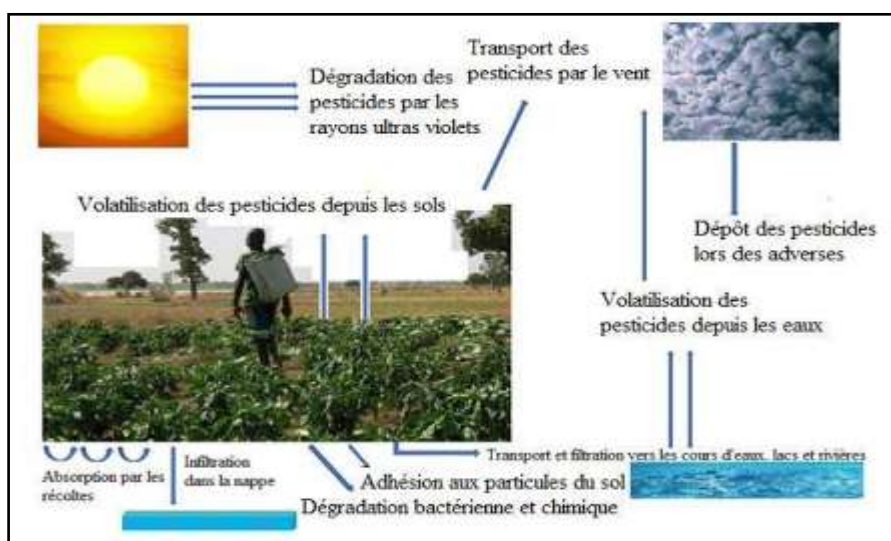 Transport des
pesticides par le vent
Dégradation des
pesticides par les
rayons ultras violets
Volatilisation des pesticides depuis les sols
Dépôt des pesticides
lors des adverses
Volatilisation des
pesticides depuis les eaux
Transport et filtration vers les cours d'eaux, lacs et rivières
Absorption par les
récoltes
Infiltration
dans la nappe
Adhésion aux particules du sol
Dégradation bactérienne et chimique